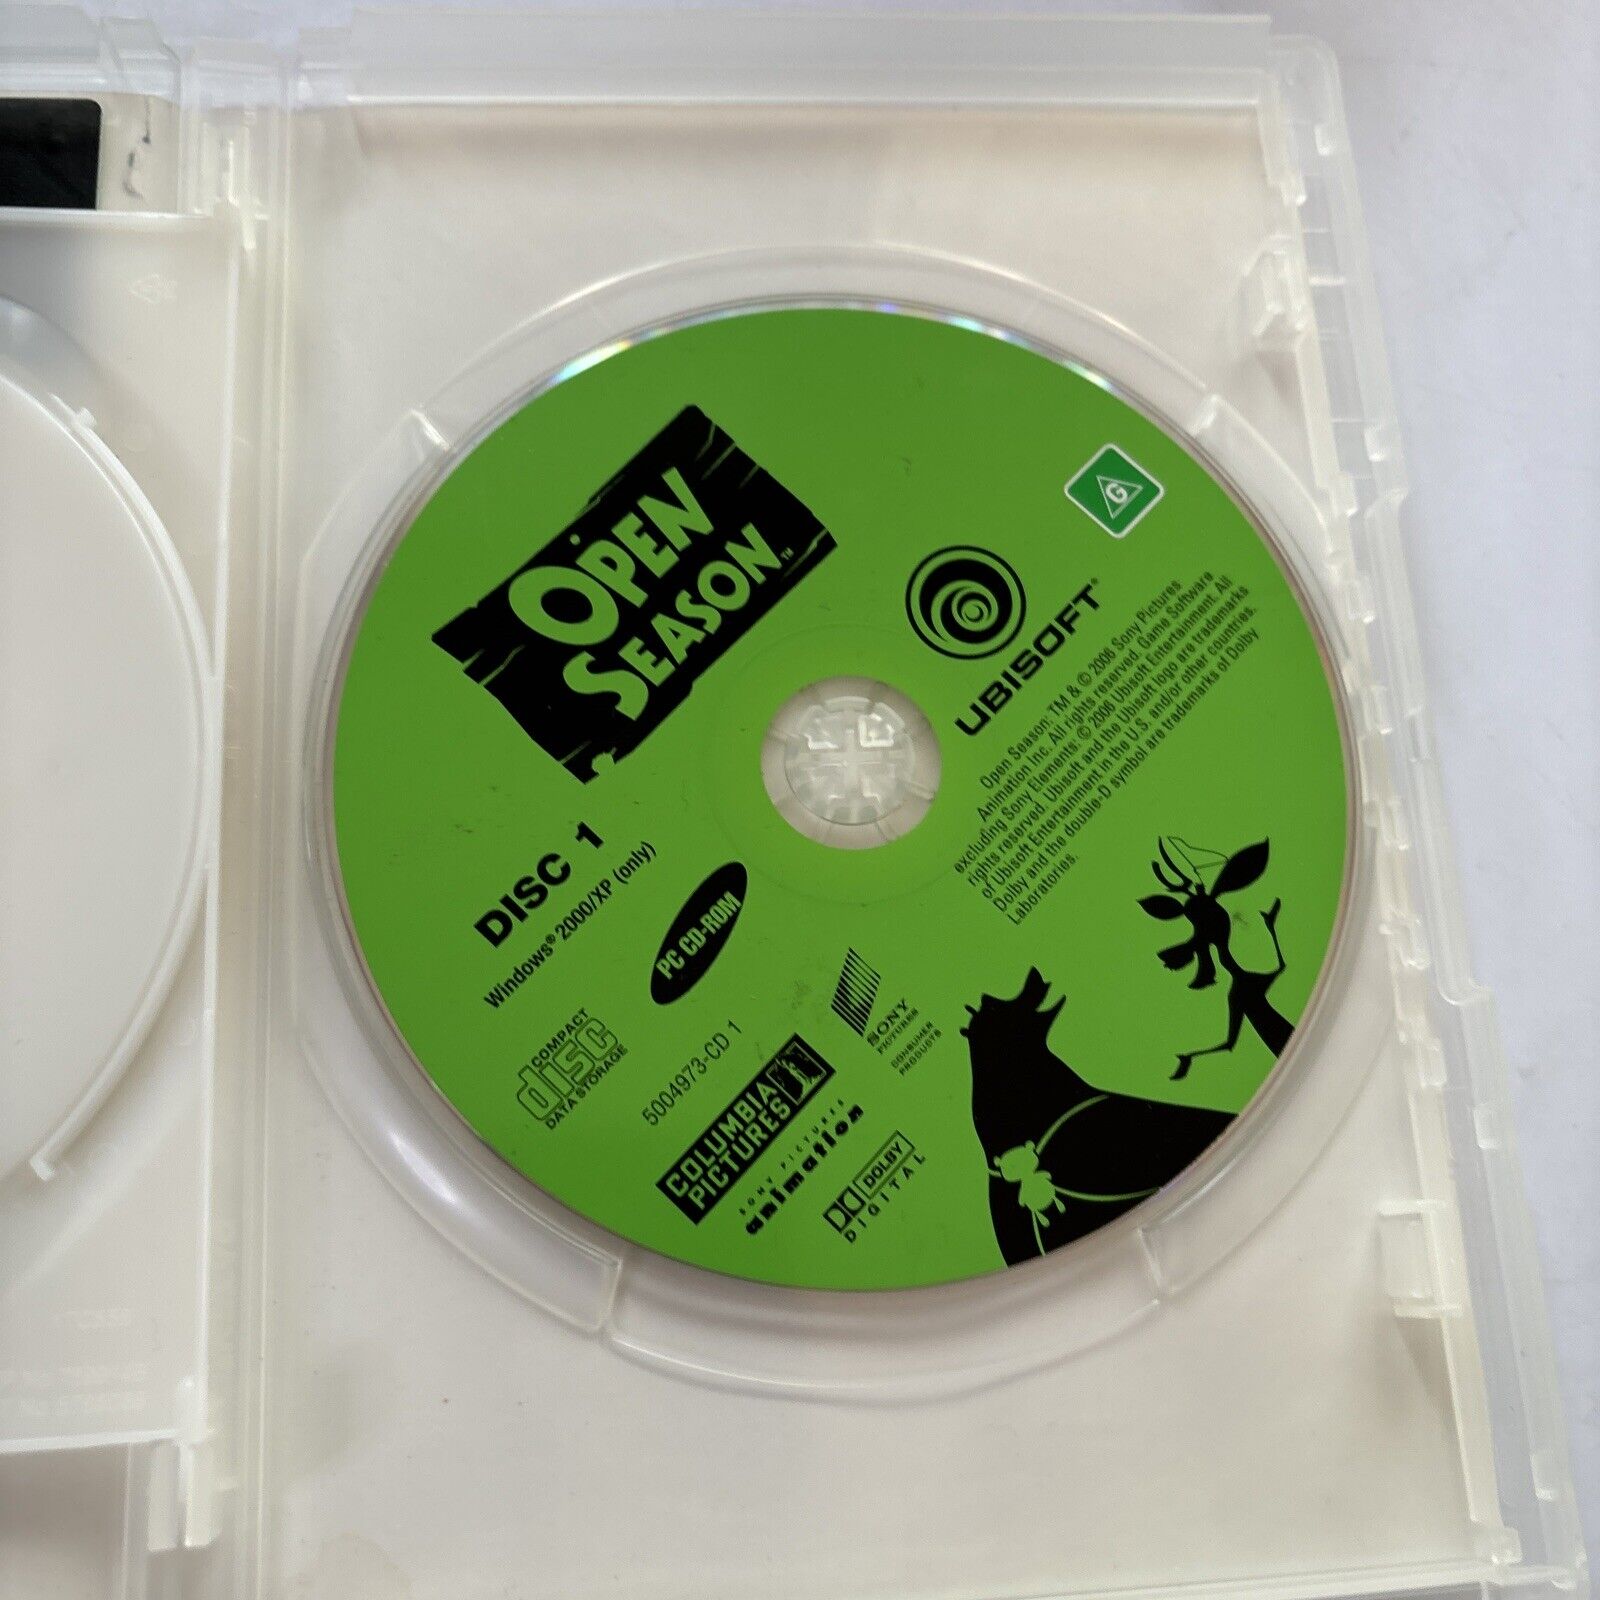 OPEN
SEASON™
G
UBISOFT®
Open Season: TM & © 2006 Sony Pictures
Animation Inc. All rights reserved. Game Software
excluding Sony Elements: © 2006 Ubisoft Entertainment. All
rights reserved. Ubisoft and the Ubisoft logo are trademarks
of Ubisoft Entertainment in the U.S. and/or other countries.
Dolby and the double-D symbol are trademarks of Dolby
Laboratories.
DISC 1
Windows® 2000/XP (only)
PC CD-ROM
COMPACT
disc
DATA STORAGE
5004973-CD 1
COLUMBIA
PICTURES
SONY PICTURES
animation
SONY
PICTURES
CONSUMER
PRODUCTS
DOLBY
DIGITAL